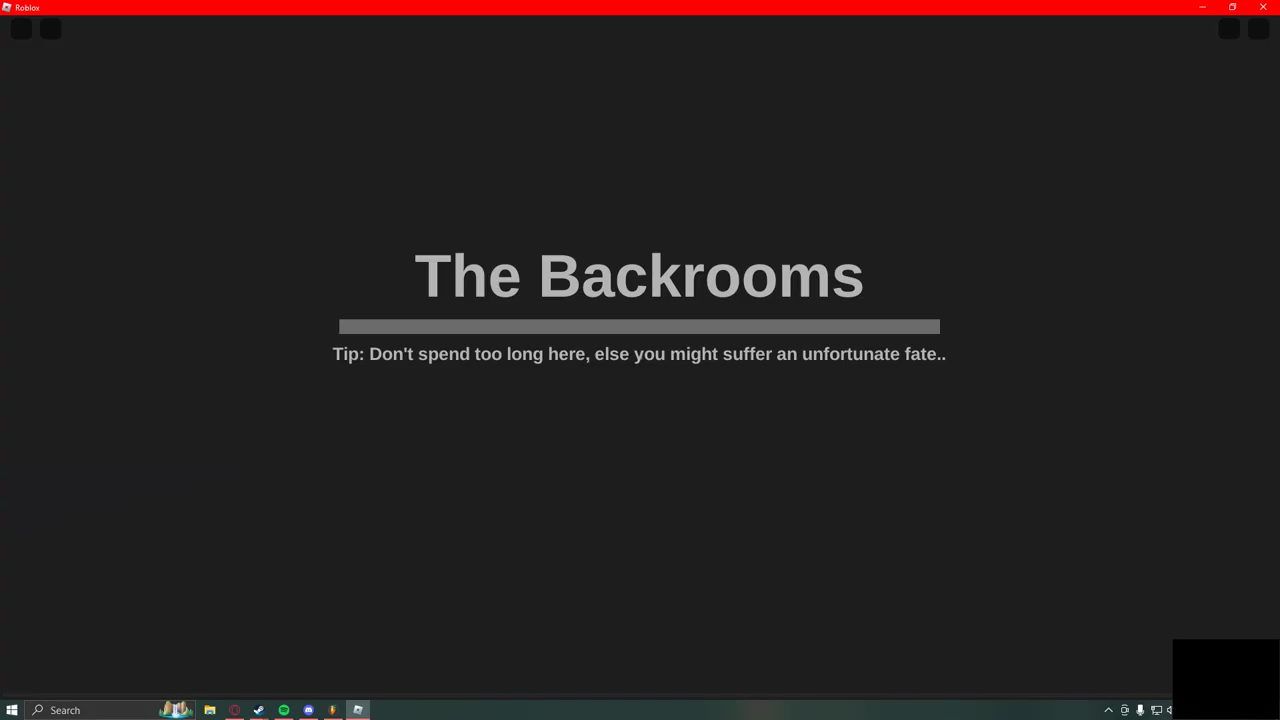 Roblox
The Backrooms
Tip: Don't spend too long here, else you might suffer an unfortunate fate..
Search